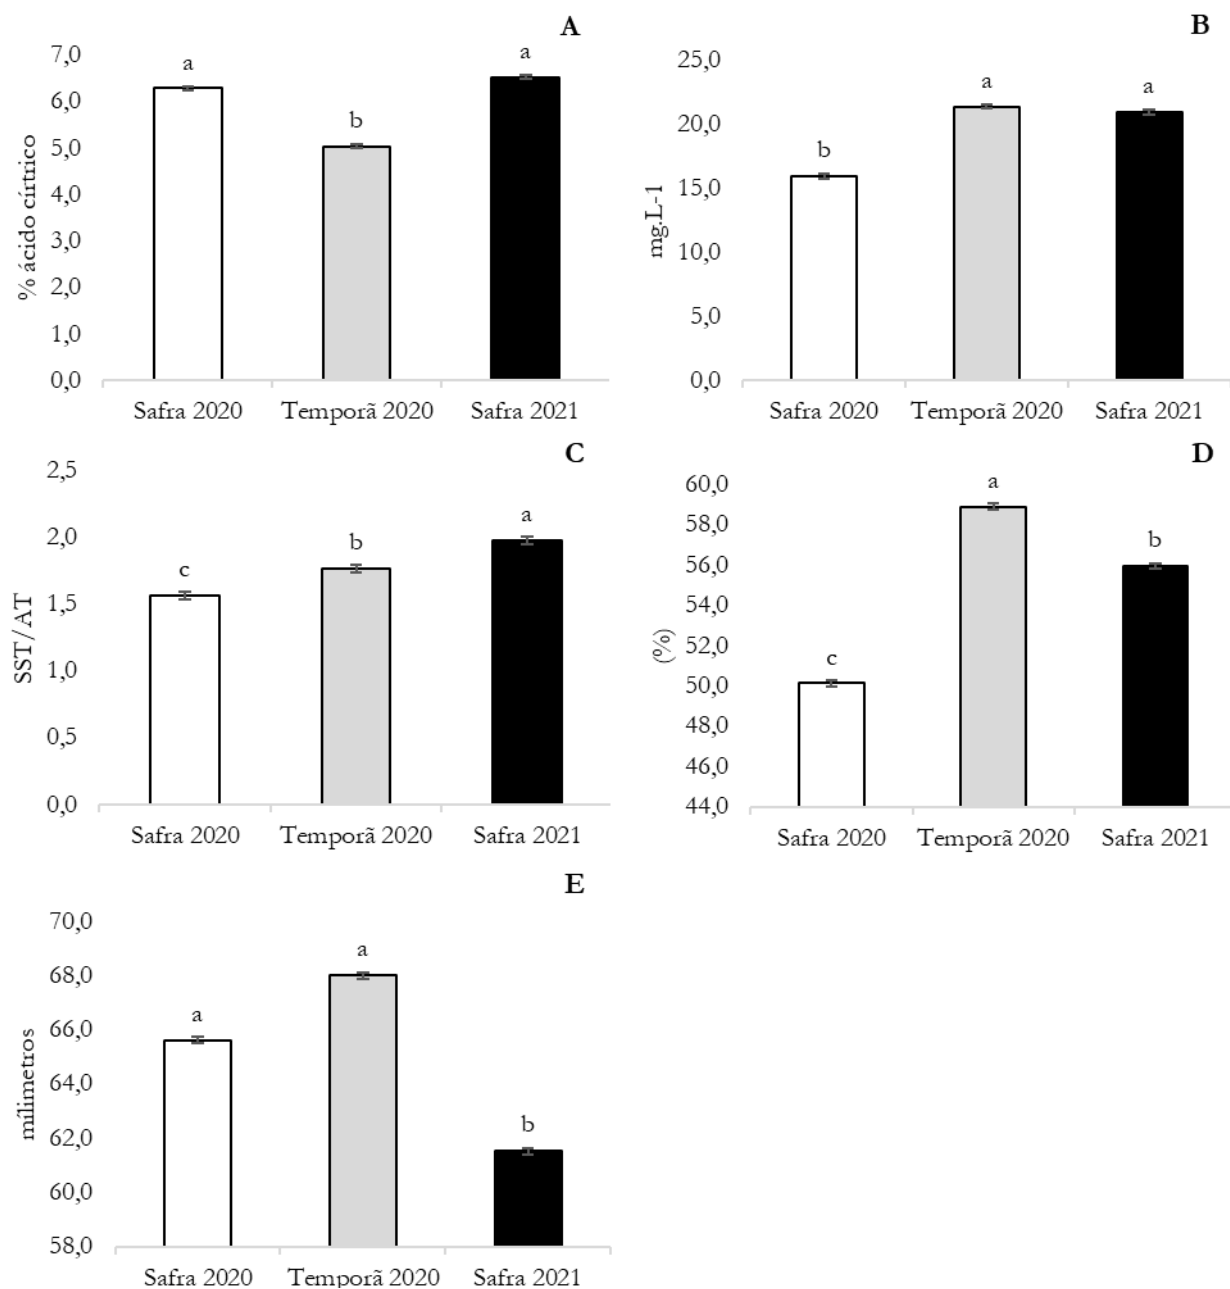 A
7,0
6,0
5,0
4,0
3,0
2,0
1,0
0,0
% ácido círtrico
a
b
a
Safra 2020 Temporã 2020 Safra 2021
B
25,0
20,0
15,0
10,0
5,0
0,0
mg.L-1
b
a
a
Safra 2020 Temporã 2020 Safra 2021
C
2,5
2,0
1,5
1,0
0,5
0,0
SST/AT
c
b
a
Safra 2020 Temporã 2020 Safra 2021
D
60,0
58,0
56,0
54,0
52,0
50,0
48,0
46,0
44,0
(%)
c
a
b
Safra 2020 Temporã 2020 Safra 2021
E
70,0
68,0
66,0
64,0
62,0
60,0
58,0
mílimetros
a
a
b
Safra 2020 Temporã 2020 Safra 2021